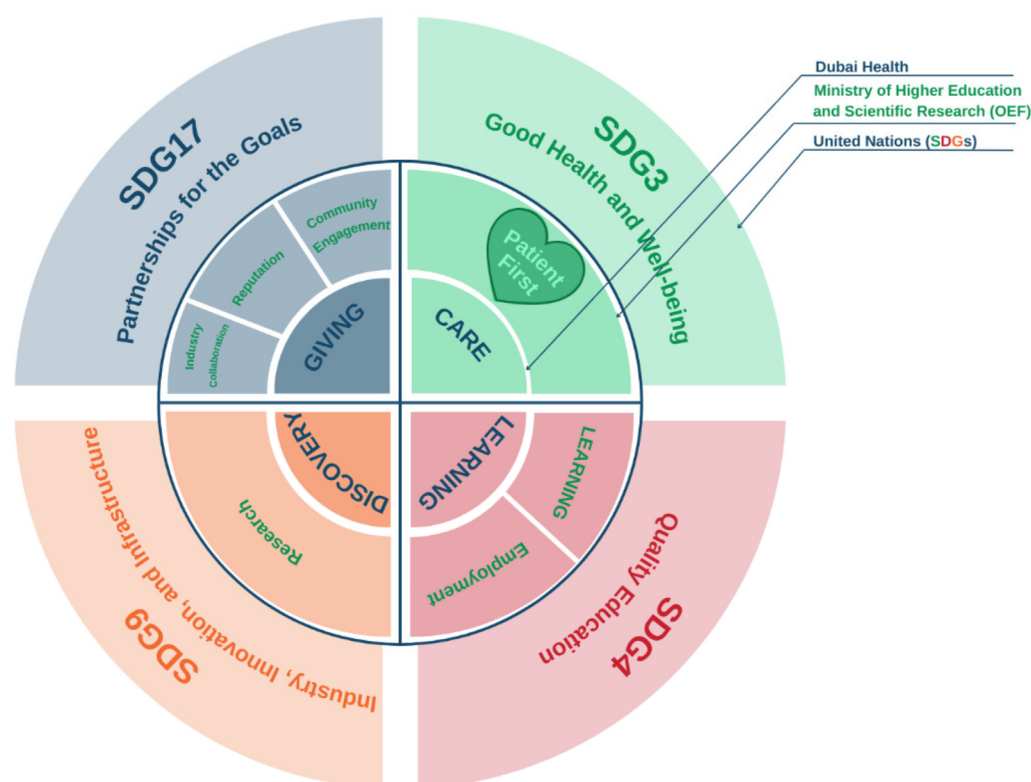 Dubai Health
Ministry of Higher Education
and Scientific Research (OEF)
United Nations (SDGs)
SDG17
Partnerships for the Goals
SDG3
Good Health and Well-being
Community
Engagement
Reputation
Industry
Collaboration
GIVING
Patient
First
CARE
DISCOVERY
Research
LEARNING
LEARNING
Employment
SDG9
Industry, Innovation, and Infrastructure
Quality Education
SDG4